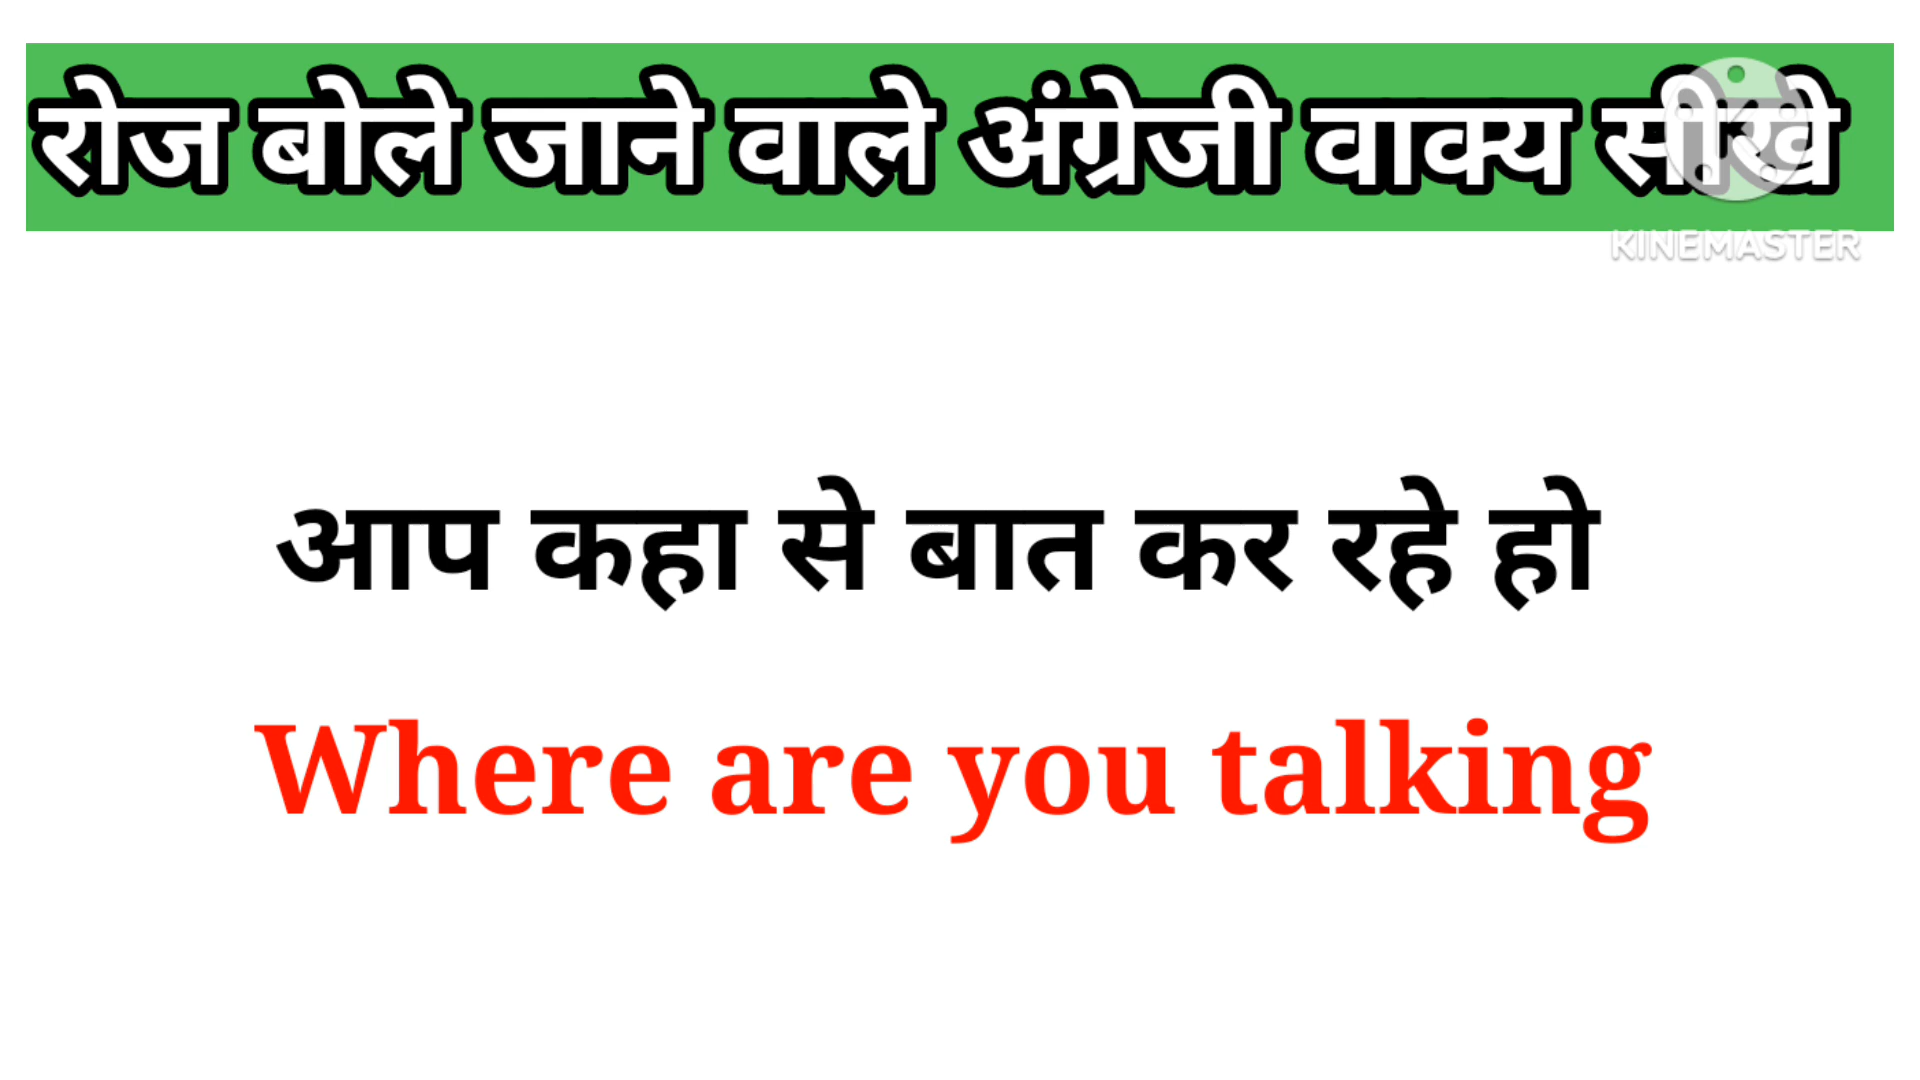 रोज बोले जाने वाले अंग्रेजी वाक्य सीखे
KINEMASTER
आप कहा से बात कर रहे हो
Where are you talking